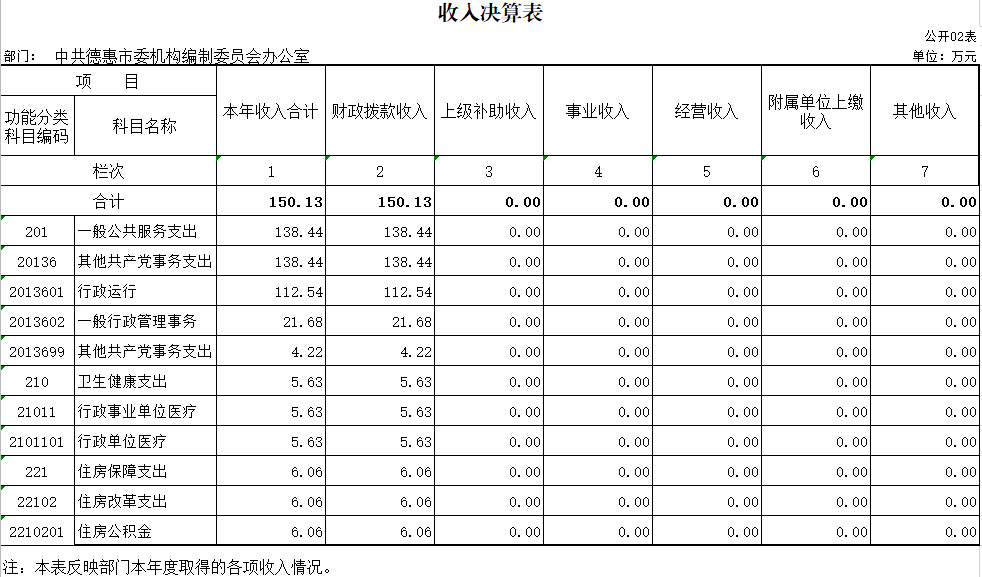 收入决算表
公开02表
部门： 中共德惠市委机构编制委员会办公室 单位：万元
项 目 本年收入合计 财政拨款收入 上级补助收入 事业收入 经营收入 附属单位上缴收入 其他收入
功能分类科目编码 科目名称
栏次 1 2 3 4 5 6 7
合计 150.13 150.13 0.00 0.00 0.00 0.00 0.00
201 一般公共服务支出 138.44 138.44 0.00 0.00 0.00 0.00 0.00
20136 其他共产党事务支出 138.44 138.44 0.00 0.00 0.00 0.00 0.00
2013601 行政运行 112.54 112.54 0.00 0.00 0.00 0.00 0.00
2013602 一般行政管理事务 21.68 21.68 0.00 0.00 0.00 0.00 0.00
2013699 其他共产党事务支出 4.22 4.22 0.00 0.00 0.00 0.00 0.00
210 卫生健康支出 5.63 5.63 0.00 0.00 0.00 0.00 0.00
21011 行政事业单位医疗 5.63 5.63 0.00 0.00 0.00 0.00 0.00
2101101 行政单位医疗 5.63 5.63 0.00 0.00 0.00 0.00 0.00
221 住房保障支出 6.06 6.06 0.00 0.00 0.00 0.00 0.00
22102 住房改革支出 6.06 6.06 0.00 0.00 0.00 0.00 0.00
2210201 住房公积金 6.06 6.06 0.00 0.00 0.00 0.00 0.00
注：本表反映部门本年度取得的各项收入情况。